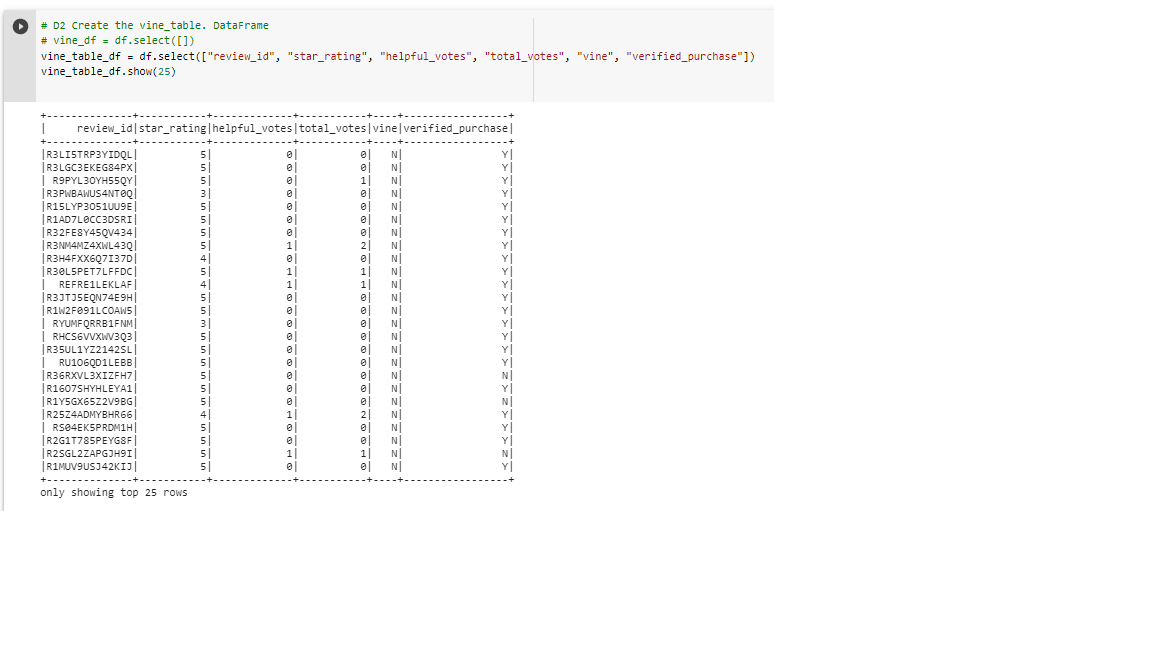 # D2 Create the vine_table. DataFrame
# vine_df = df.select([])
vine_table_df = df.select(["review_id", "star_rating", "helpful_votes", "total_votes", "vine", "verified_purchase"])
vine_table_df.show(25)
+--------------+-----------+-------------+-----------+----+-----------------+
|     review_id|star_rating|helpful_votes|total_votes|vine|verified_purchase|
+--------------+-----------+-------------+-----------+----+-----------------+
|R3LI5TRP3YIDQL|          5|            0|          0|   N|                Y|
|R3LGC3EKEG84PX|          5|            0|          0|   N|                Y|
| R9PYL3OYH55QY|          5|            0|          1|   N|                Y|
|R3PWBAWUS4NT0Q|          3|            0|          0|   N|                Y|
|R15LYP3O51UU9E|          5|            0|          0|   N|                Y|
|R1AD7L0CC3DSRI|          5|            0|          0|   N|                Y|
|R32FE8Y45QV434|          5|            0|          0|   N|                Y|
|R3NM4MZ4XWL43Q|          5|            1|          2|   N|                Y|
|R3H4FXX6Q7I37D|          4|            0|          0|   N|                Y|
|R30L5PET7LFFDC|          5|            1|          1|   N|                Y|
|  REFRE1LEKLAF|          4|            1|          1|   N|                Y|
|R3JTJ5EQN74E9H|          5|            0|          0|   N|                Y|
|R1W2F091LCOAW5|          5|            0|          0|   N|                Y|
| RYUMFQRRB1FNM|          3|            0|          0|   N|                Y|
| RHCS6VVXWV3Q3|          5|            0|          0|   N|                Y|
|R35UL1YZ2142SL|          5|            0|          0|   N|                Y|
|  RU1O6QD1LEBB|          5|            0|          0|   N|                Y|
|R36RXVL3XIZFH7|          5|            0|          0|   N|                N|
|R16O7SHYHLEYA1|          5|            0|          0|   N|                Y|
|R1Y5GX65Z2V9BG|          5|            0|          0|   N|                N|
|R25Z4ADMYBHR66|          4|            1|          2|   N|                Y|
| RS04EK5PRDM1H|          5|            0|          0|   N|                Y|
|R2G1T785PEYG8F|          5|            0|          0|   N|                Y|
|R2SGL2ZAPGJH9I|          5|            1|          1|   N|                N|
|R1MUV9USJ42KIJ|          5|            0|          0|   N|                Y|
+--------------+-----------+-------------+-----------+----+-----------------+
only showing top 25 rows